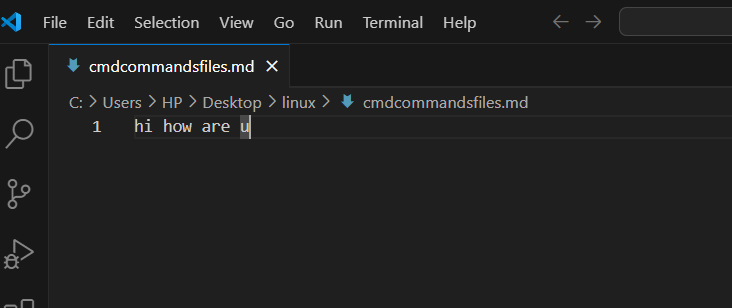 File Edit Selection View Go Run Terminal Help
cmdcommandsfiles.md
C: > Users > HP > Desktop > linux > cmdcommandsfiles.md
1 hi how are u